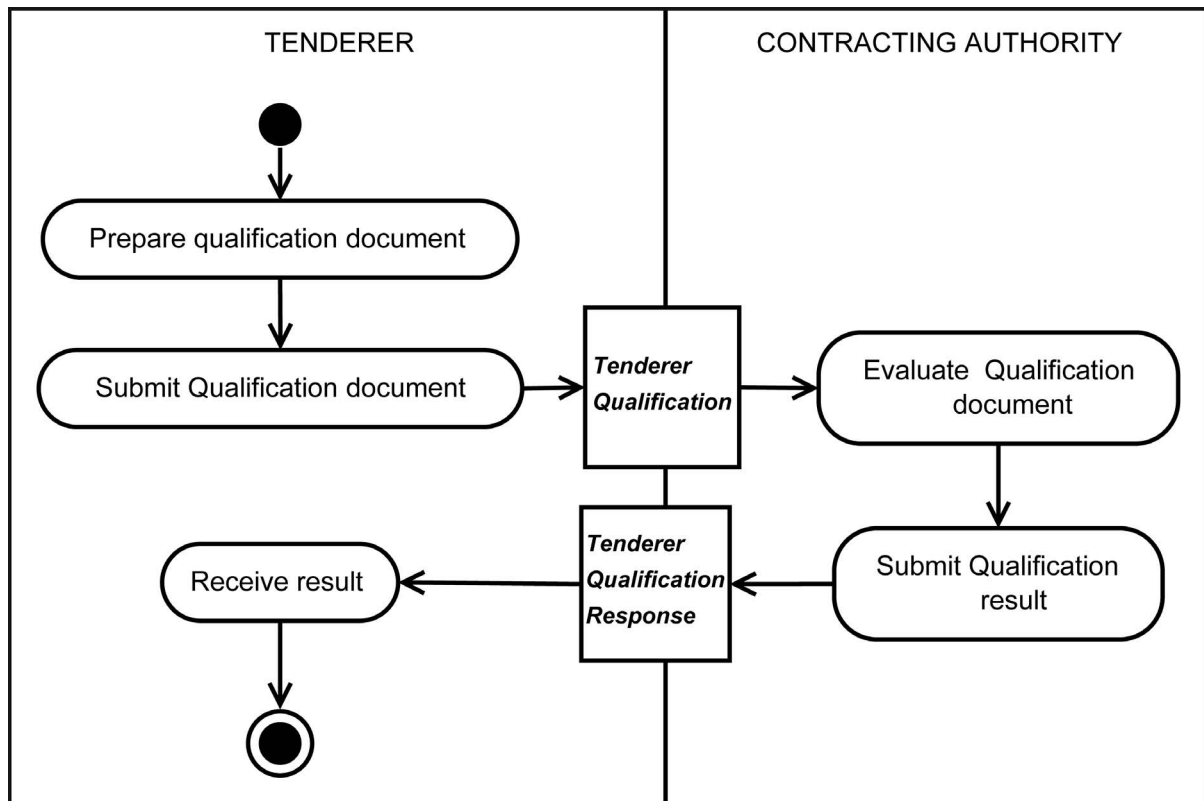 TENDERER
CONTRACTING AUTHORITY
Prepare qualification document
Submit Qualification document
Tenderer
Qualification
Evaluate Qualification
document
Submit Qualification
result
Tenderer
Qualification
Response
Receive result